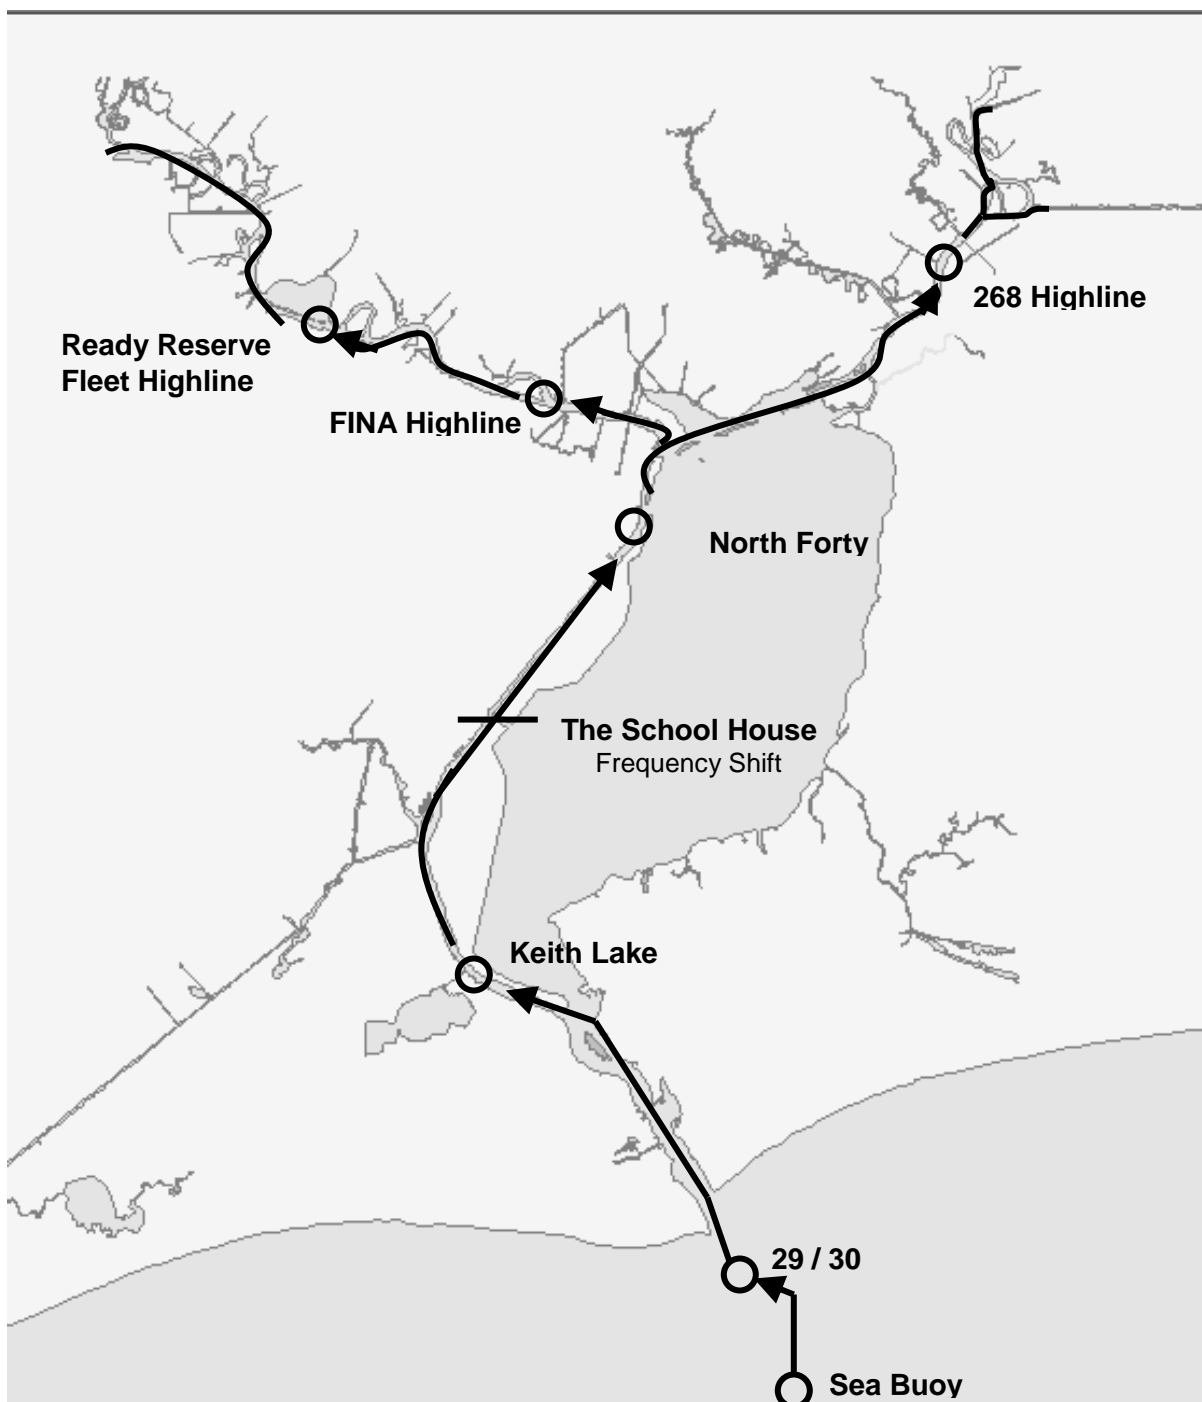 268 Highline
Ready Reserve
Fleet Highline
FINA Highline
North Forty
The School House
Frequency Shift
Keith Lake
29 / 30
Sea Buoy